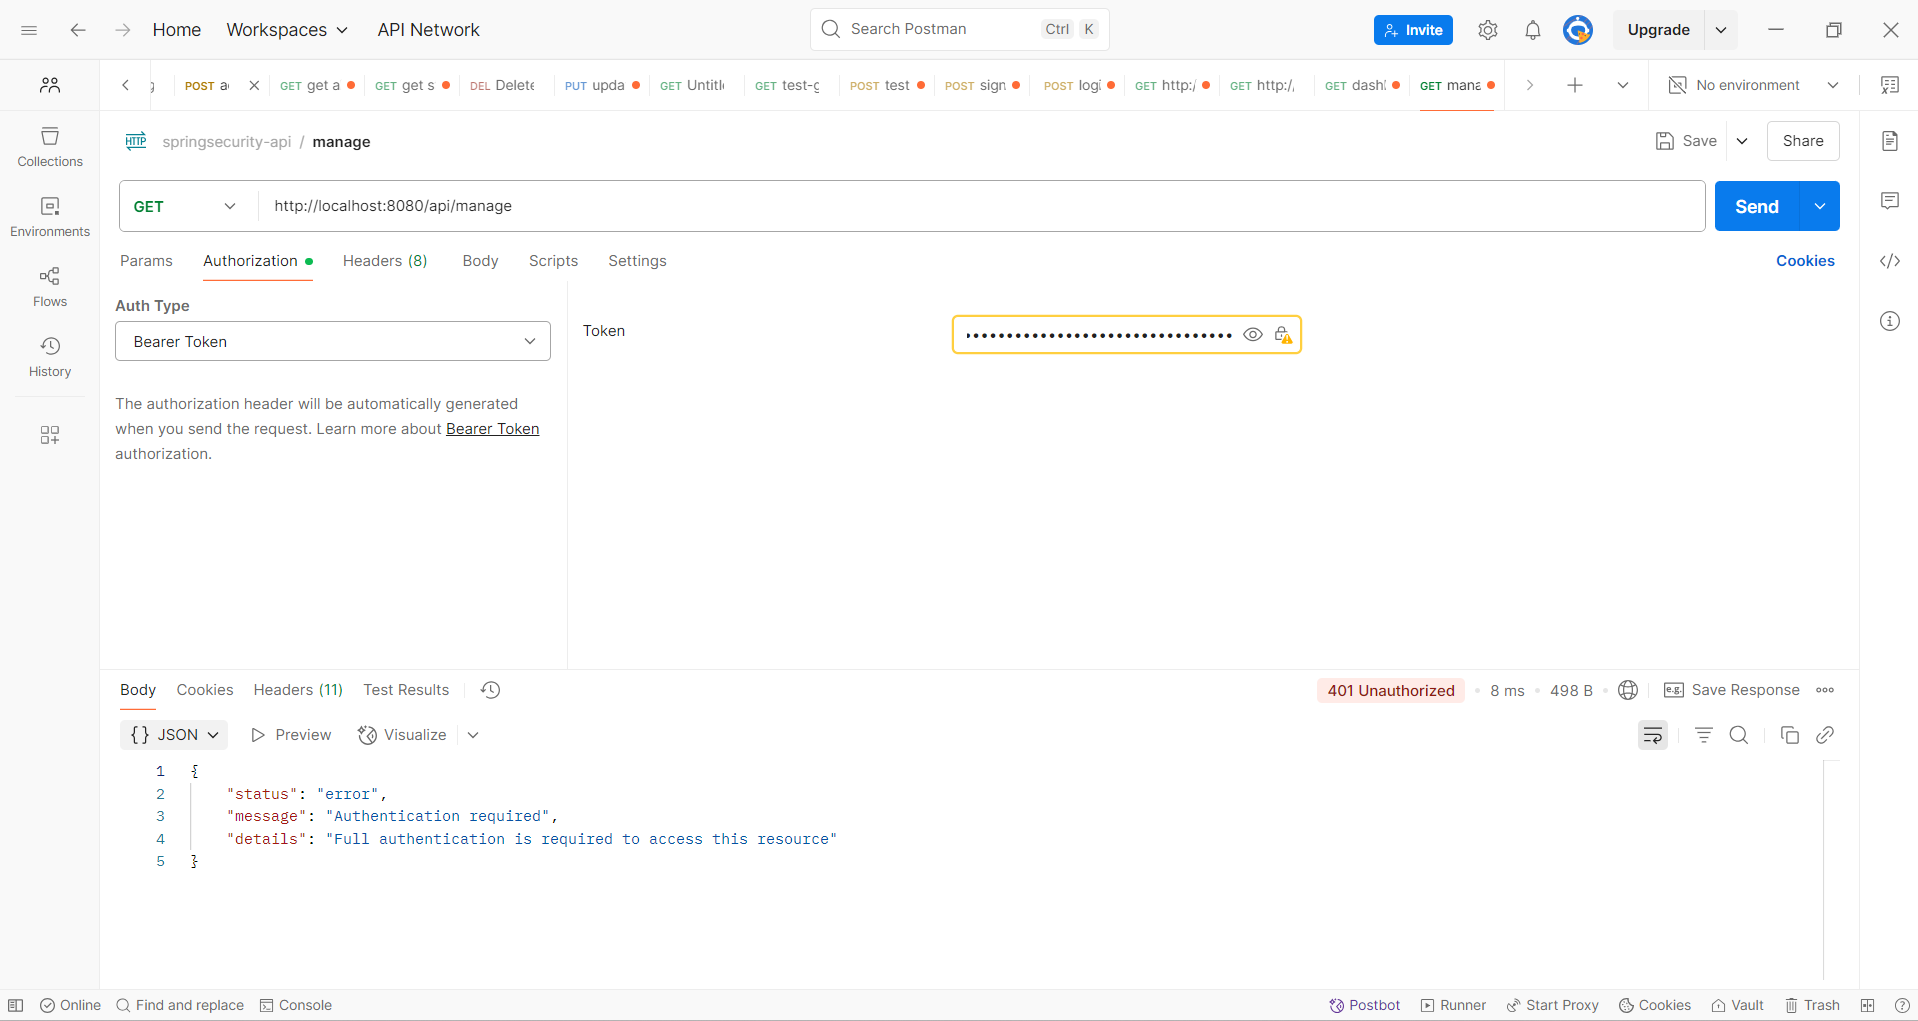 Home Workspaces API Network Search Postman Ctrl K Invite Upgrade
POST a GET get a GET get s DEL Delete PUT upda GET Untitl GET test-g POST test POST sign POST logi GET http:/ GET http:/ GET dash GET mana No environment
Collections
Environments
Flows
History
HTTP springsecurity-api / manage Save Share
GET http://localhost:8080/api/manage Send
Params Authorization Headers (8) Body Scripts Settings Cookies
Auth Type
Bearer Token
Token
The authorization header will be automatically generated
when you send the request. Learn more about Bearer Token
authorization.
Body Cookies Headers (11) Test Results 401 Unauthorized 8 ms 498 B e.g. Save Response
{} JSON Preview Visualize
1 {
2 "status": "error",
3 "message": "Authentication required",
4 "details": "Full authentication is required to access this resource"
5 }
Online Find and replace Console Postbot Runner Start Proxy Cookies Vault Trash